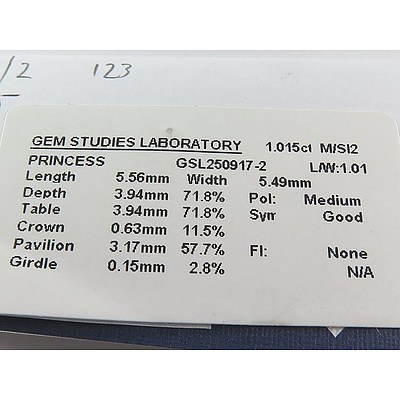 /2 123
GEM STUDIES LABORATORY 1.015ct M/SI2
PRINCESS GSL250917-2 L/W:1.01
Length 5.56mm Width 5.49mm
Depth 3.94mm 71.8% Pol: Medium
Table 3.94mm 71.8% Sym Good
Crown 0.63mm 11.5%
Pavilion 3.17mm 57.7% Fl: None
Girdle 0.15mm 2.8% N/A